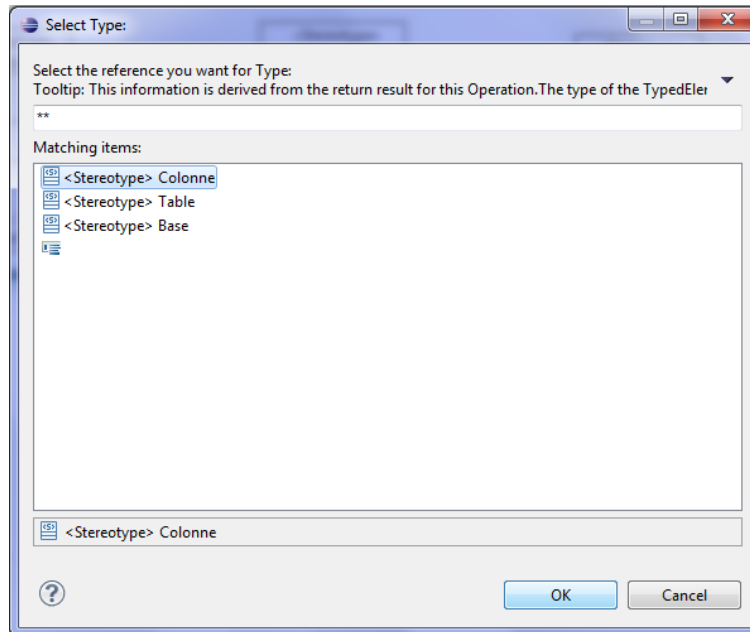 Select Type:
Select the reference you want for Type:
Tooltip: This information is derived from the return result for this Operation.The type of the TypedEler
**
Matching items:
<Stereotype> Colonne
<Stereotype> Table
<Stereotype> Base
<Stereotype> Colonne
OK
Cancel